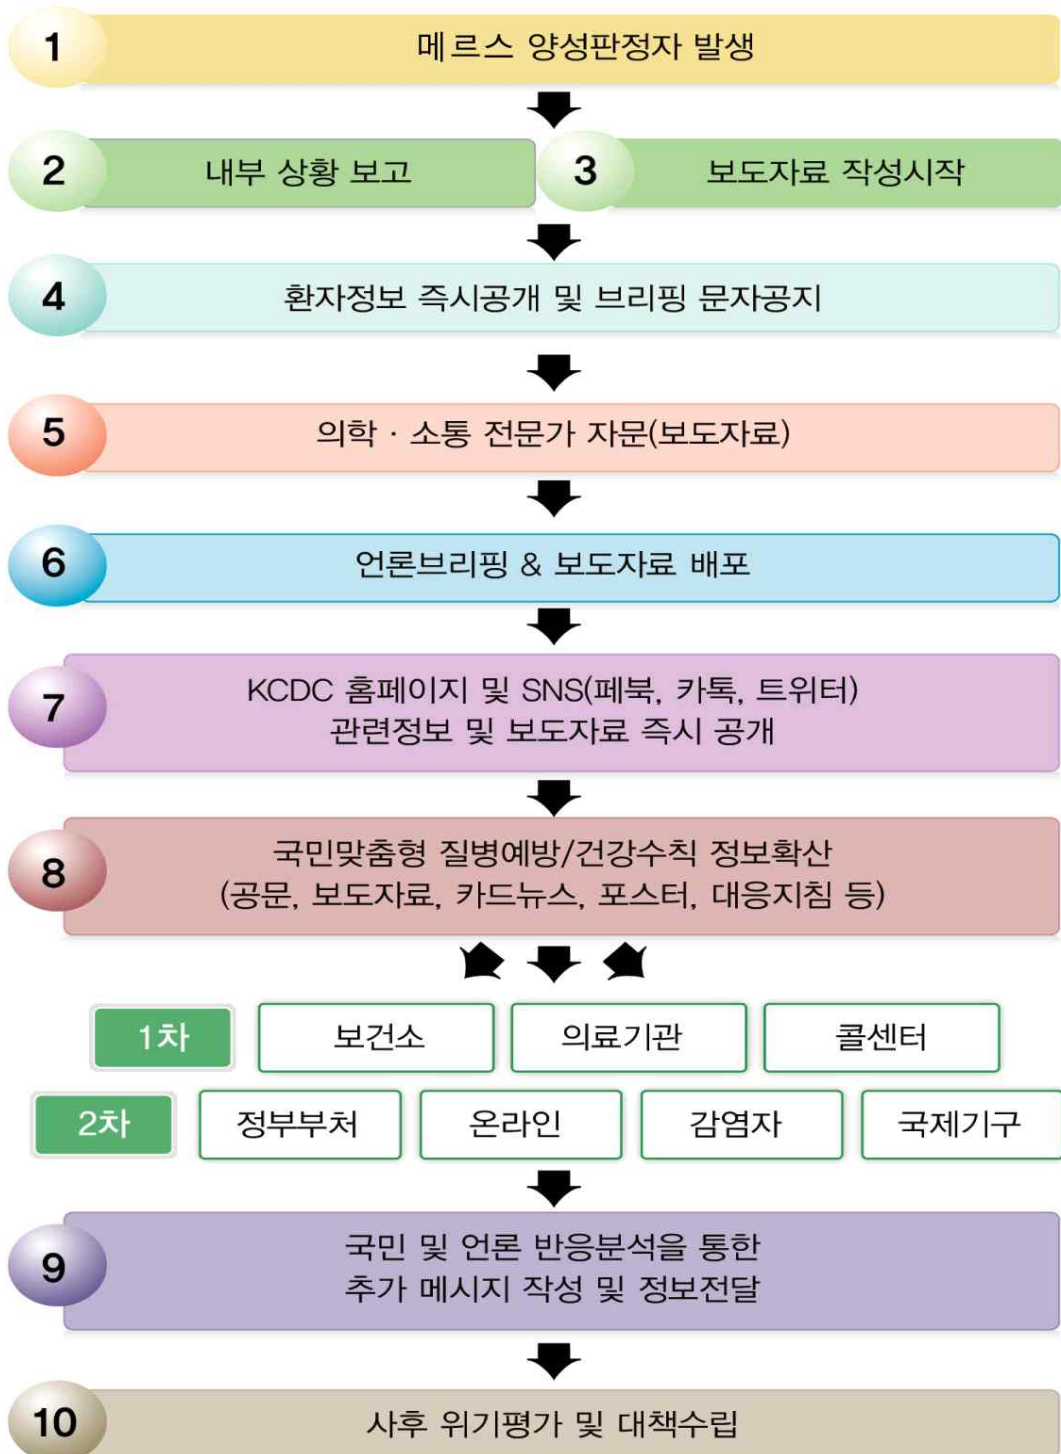 1
메르스 양성판정자 발생
2
내부 상황 보고
3
보도자료 작성시작
4
환자정보 즉시공개 및 브리핑 문자공지
5
의학 · 소통 전문가 자문(보도자료)
6
언론브리핑 & 보도자료 배포
7
KCDC 홈페이지 및 SNS(페북, 카톡, 트위터)
관련정보 및 보도자료 즉시 공개
8
국민맞춤형 질병예방/건강수칙 정보확산
(공문, 보도자료, 카드뉴스, 포스터, 대응지침 등)
1차
보건소
의료기관
콜센터
2차
정부부처
온라인
감염자
국제기구
9
국민 및 언론 반응분석을 통한
추가 메시지 작성 및 정보전달
10
사후 위기평가 및 대책수립